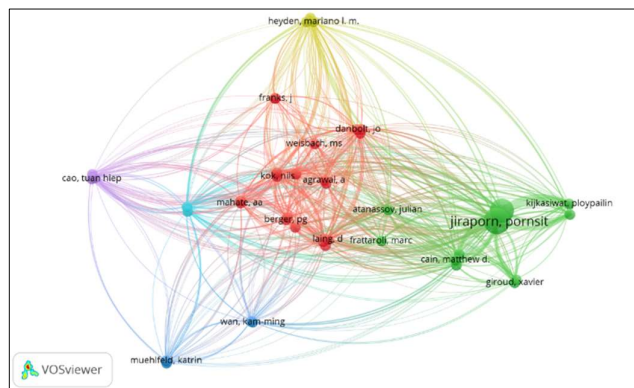 heyden, mariano l. m.
franks, j
danbolt, jo
weisbach, ms
cao, tuan hiep
kok, nils
agrawal, a
mahate, aa
atanassov, julian
kijkasiwat, ploypailin
jiraporn, pornsit
berger, pg
laing, d
frattaroli, marc
cain, matthew d.
giroud, xavier
wan, kam-ming
muehlfeld, katrin
VOSviewer